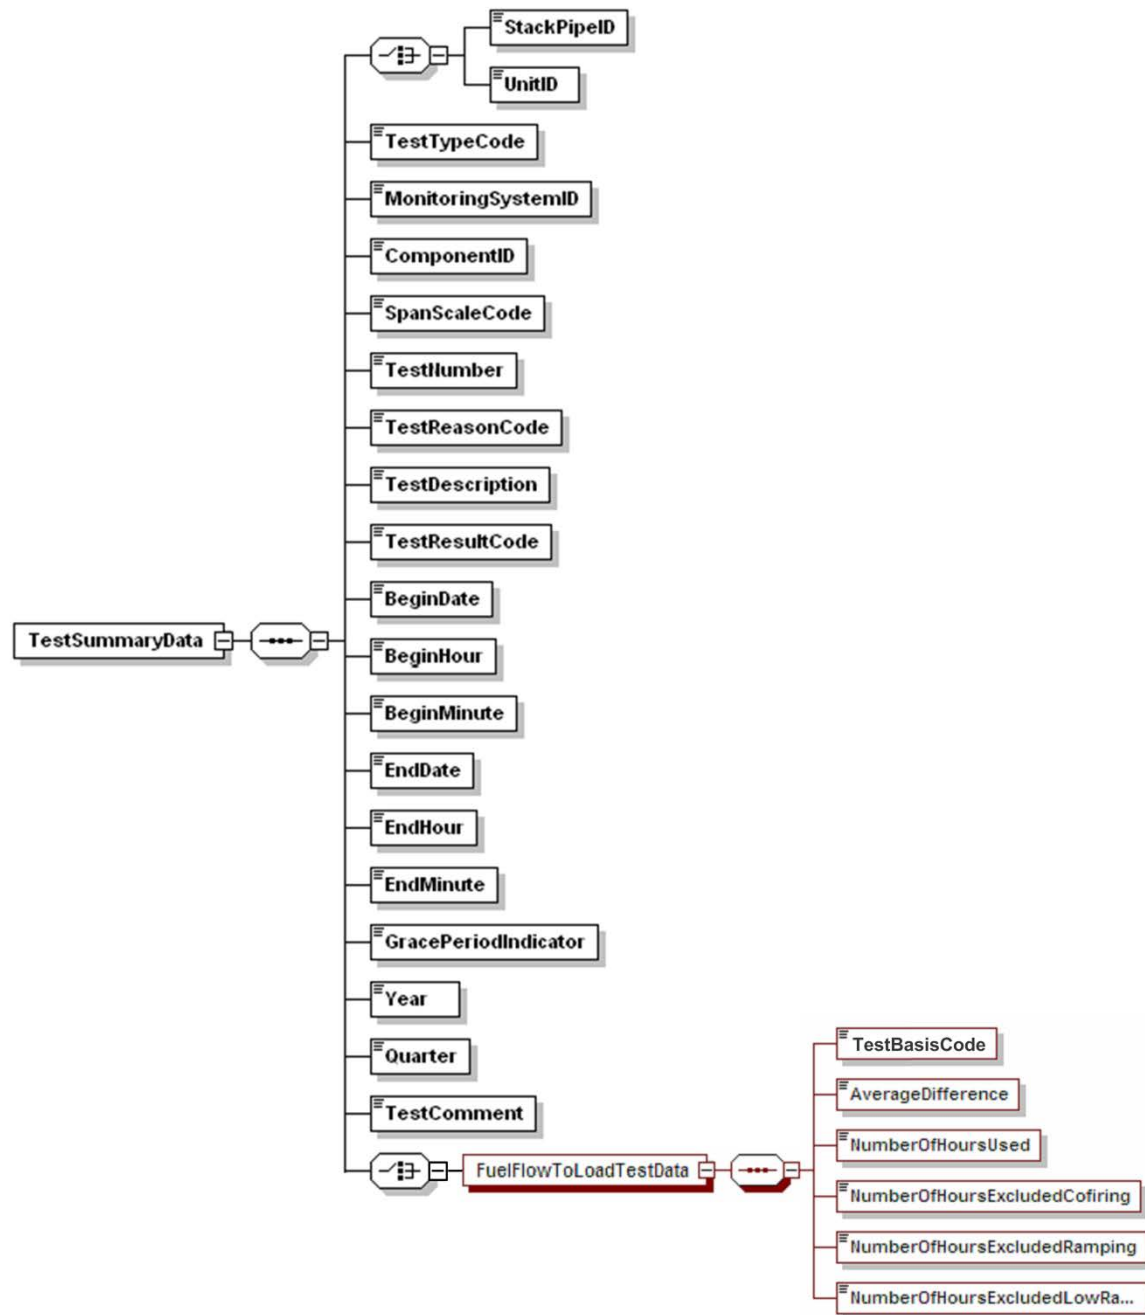 StackPipeID
UnitID
TestTypeCode
MonitoringSystemID
ComponentID
SpanScaleCode
TestNumber
TestReasonCode
TestDescription
TestResultCode
BeginDate
BeginHour
TestSummaryData
BeginMinute
EndDate
EndHour
EndMinute
GracePeriodIndicator
Year
Quarter
TestComment
FuelFlowToLoadTestData
TestBasisCode
AverageDifference
NumberOfHoursUsed
NumberOfHoursExcludedCofiring
NumberOfHoursExcludedRamping
NumberOfHoursExcludedLowRa...